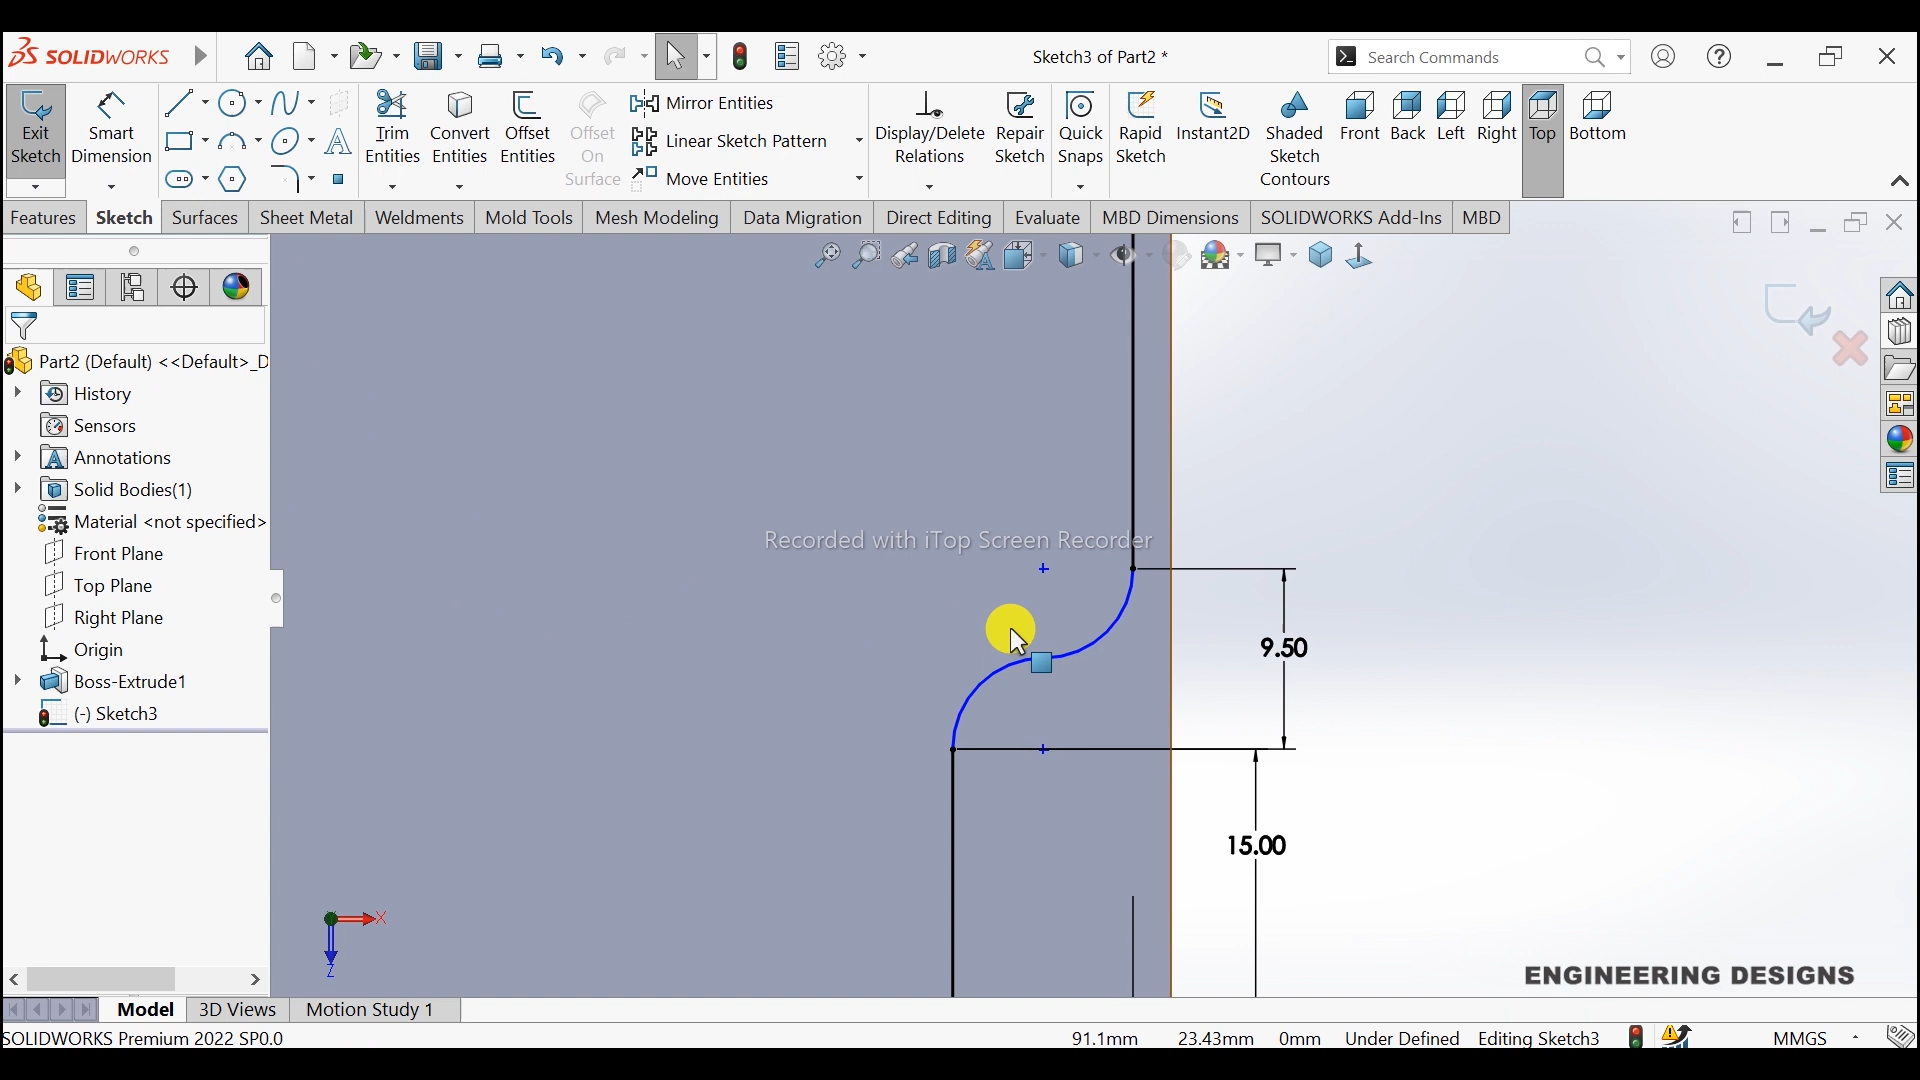 SOLIDWORKS
Sketch3 of Part2 *
Search Commands
Exit Sketch
Smart Dimension
Trim Entities
Convert Entities
Offset Entities
Offset On Surface
Mirror Entities
Linear Sketch Pattern
Move Entities
Display/Delete Relations
Repair Sketch
Quick Snaps
Rapid Sketch
Instant2D
Shaded Sketch Contours
Front
Back
Left
Right
Top
Bottom
Features
Sketch
Surfaces
Sheet Metal
Weldments
Mold Tools
Mesh Modeling
Data Migration
Direct Editing
Evaluate
MBD Dimensions
SOLIDWORKS Add-Ins
MBD
Part2 (Default) <<Default>_D
History
Sensors
Annotations
Solid Bodies(1)
Material <not specified>
Front Plane
Top Plane
Right Plane
Origin
Boss-Extrude1
(-) Sketch3
Recorded with iTop Screen Recorder
9.50
15.00
X
Z
ENGINEERING DESIGNS
Model
3D Views
Motion Study 1
SOLIDWORKS Premium 2022 SP0.0
91.1mm
23.43mm
0mm
Under Defined
Editing Sketch3
MMGS